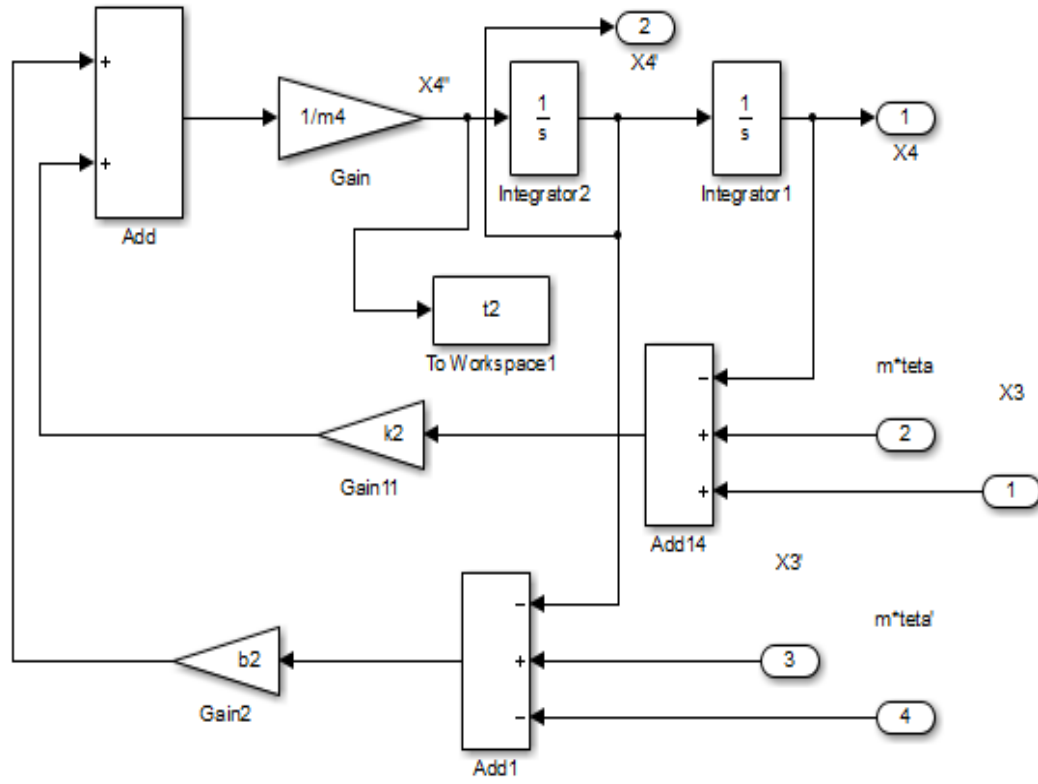 2
X4'
+
X4''
1/m4
1
s
1
s
1
X4
+
Gain
Integrator2
Integrator1
Add
t2
To Workspace1
−
m*teta
X3
k2
+
2
Gain11
+
1
Add14
X3'
−
m*teta'
b2
+
3
Gain2
−
4
Add1